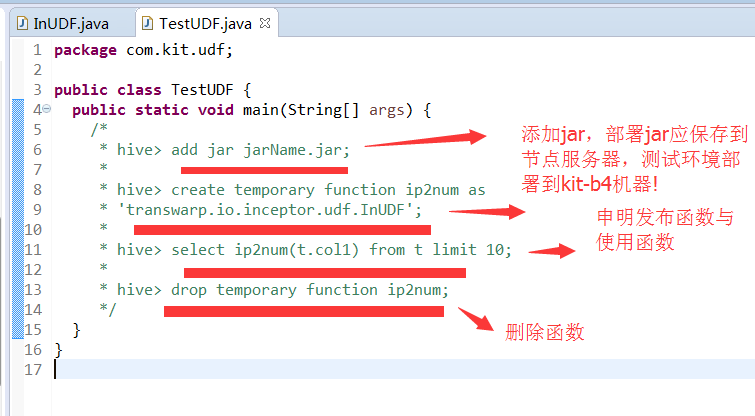 InUDF.java
TestUDF.java
1 package com.kit.udf;
2
3 public class TestUDF {
4 public static void main(String[] args) {
5 /*
6 * hive> add jar jarName.jar;
7 *
8 * hive> create temporary function ip2num as
9 * 'transwarp.io.inceptor.udf.InUDF';
10 *
11 * hive> select ip2num(t.col1) from t limit 10;
12 *
13 * hive> drop temporary function ip2num;
14 */
15 }
16 }
17
添加jar，部署jar应保存到
节点服务器，测试环境部
署到kit-b4机器!
申明发布函数与
使用函数
删除函数